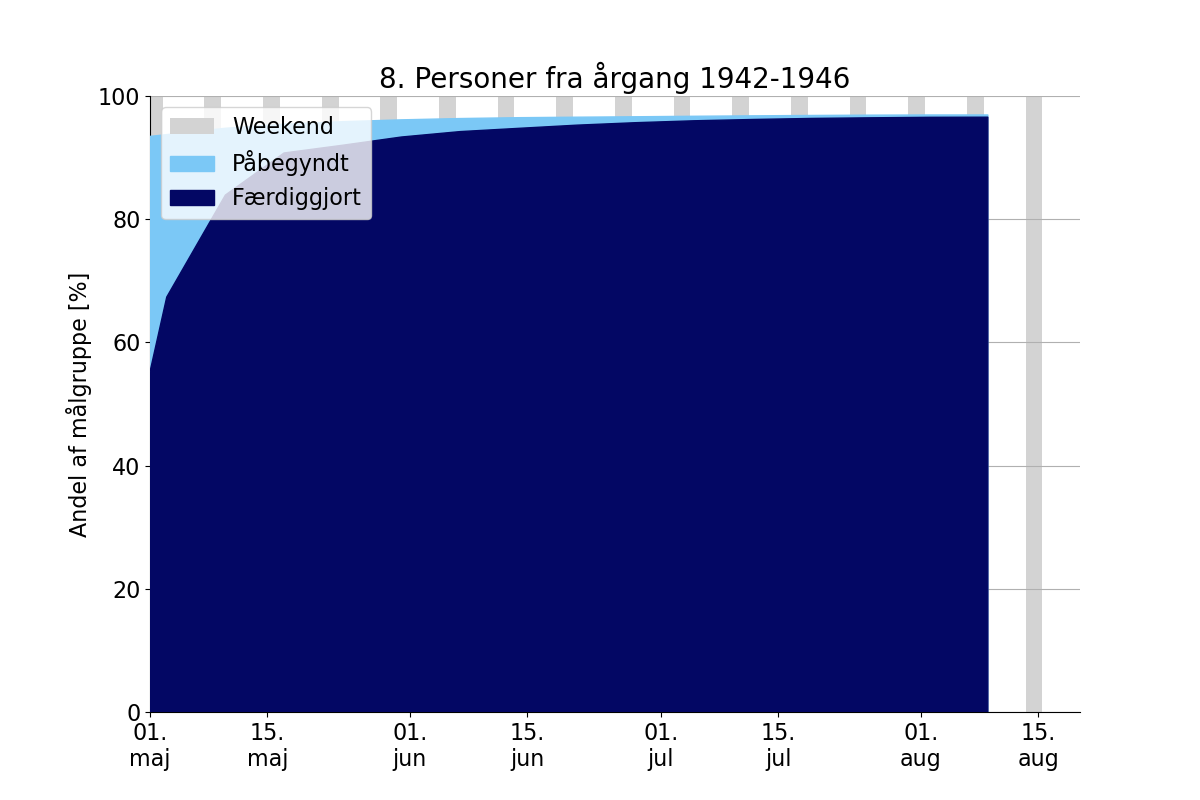 8. Personer fra årgang 1942-1946
Andel af målgruppe [%]
100
80
60
40
20
0
Weekend
Påbegyndt
Færdiggjort
01. 15. 01. 15. 01. 15. 01. 15.
maj maj jun jun jul jul aug aug